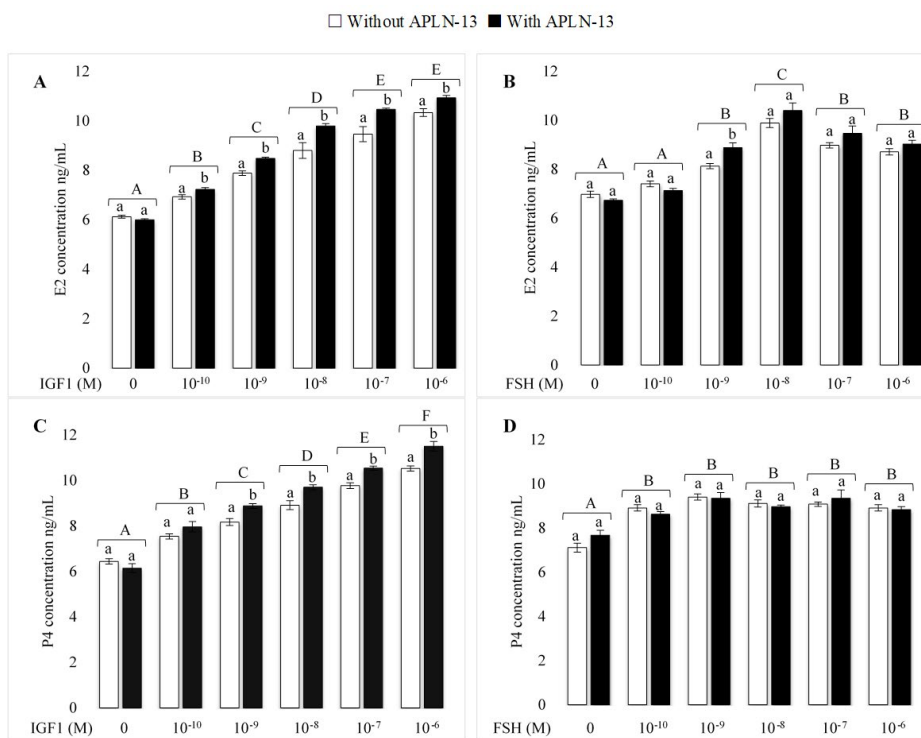 Without APLN-13 With APLN-13
A
E2 concentration ng/mL
12
10
8
6
4
2
0
A B C D E E
a a a b a b a b a b a b
IGF1 (M) 0 10⁻¹⁰ 10⁻⁹ 10⁻⁸ 10⁻⁷ 10⁻⁶
B
E2 concentration ng/mL
12
10
8
6
4
2
0
A A B C B B
a a a a a b a a a a a a
FSH (M) 0 10⁻¹⁰ 10⁻⁹ 10⁻⁸ 10⁻⁷ 10⁻⁶
C
P4 concentration ng/mL
12
10
8
6
4
2
0
A B C D E F
a a a a a b a b a b a b
IGF1 (M) 0 10⁻¹⁰ 10⁻⁹ 10⁻⁸ 10⁻⁷ 10⁻⁶
D
P4 concentration ng/mL
12
10
8
6
4
2
0
A B B B B B
a a a a a a a a a a a a
FSH (M) 0 10⁻¹⁰ 10⁻⁹ 10⁻⁸ 10⁻⁷ 10⁻⁶